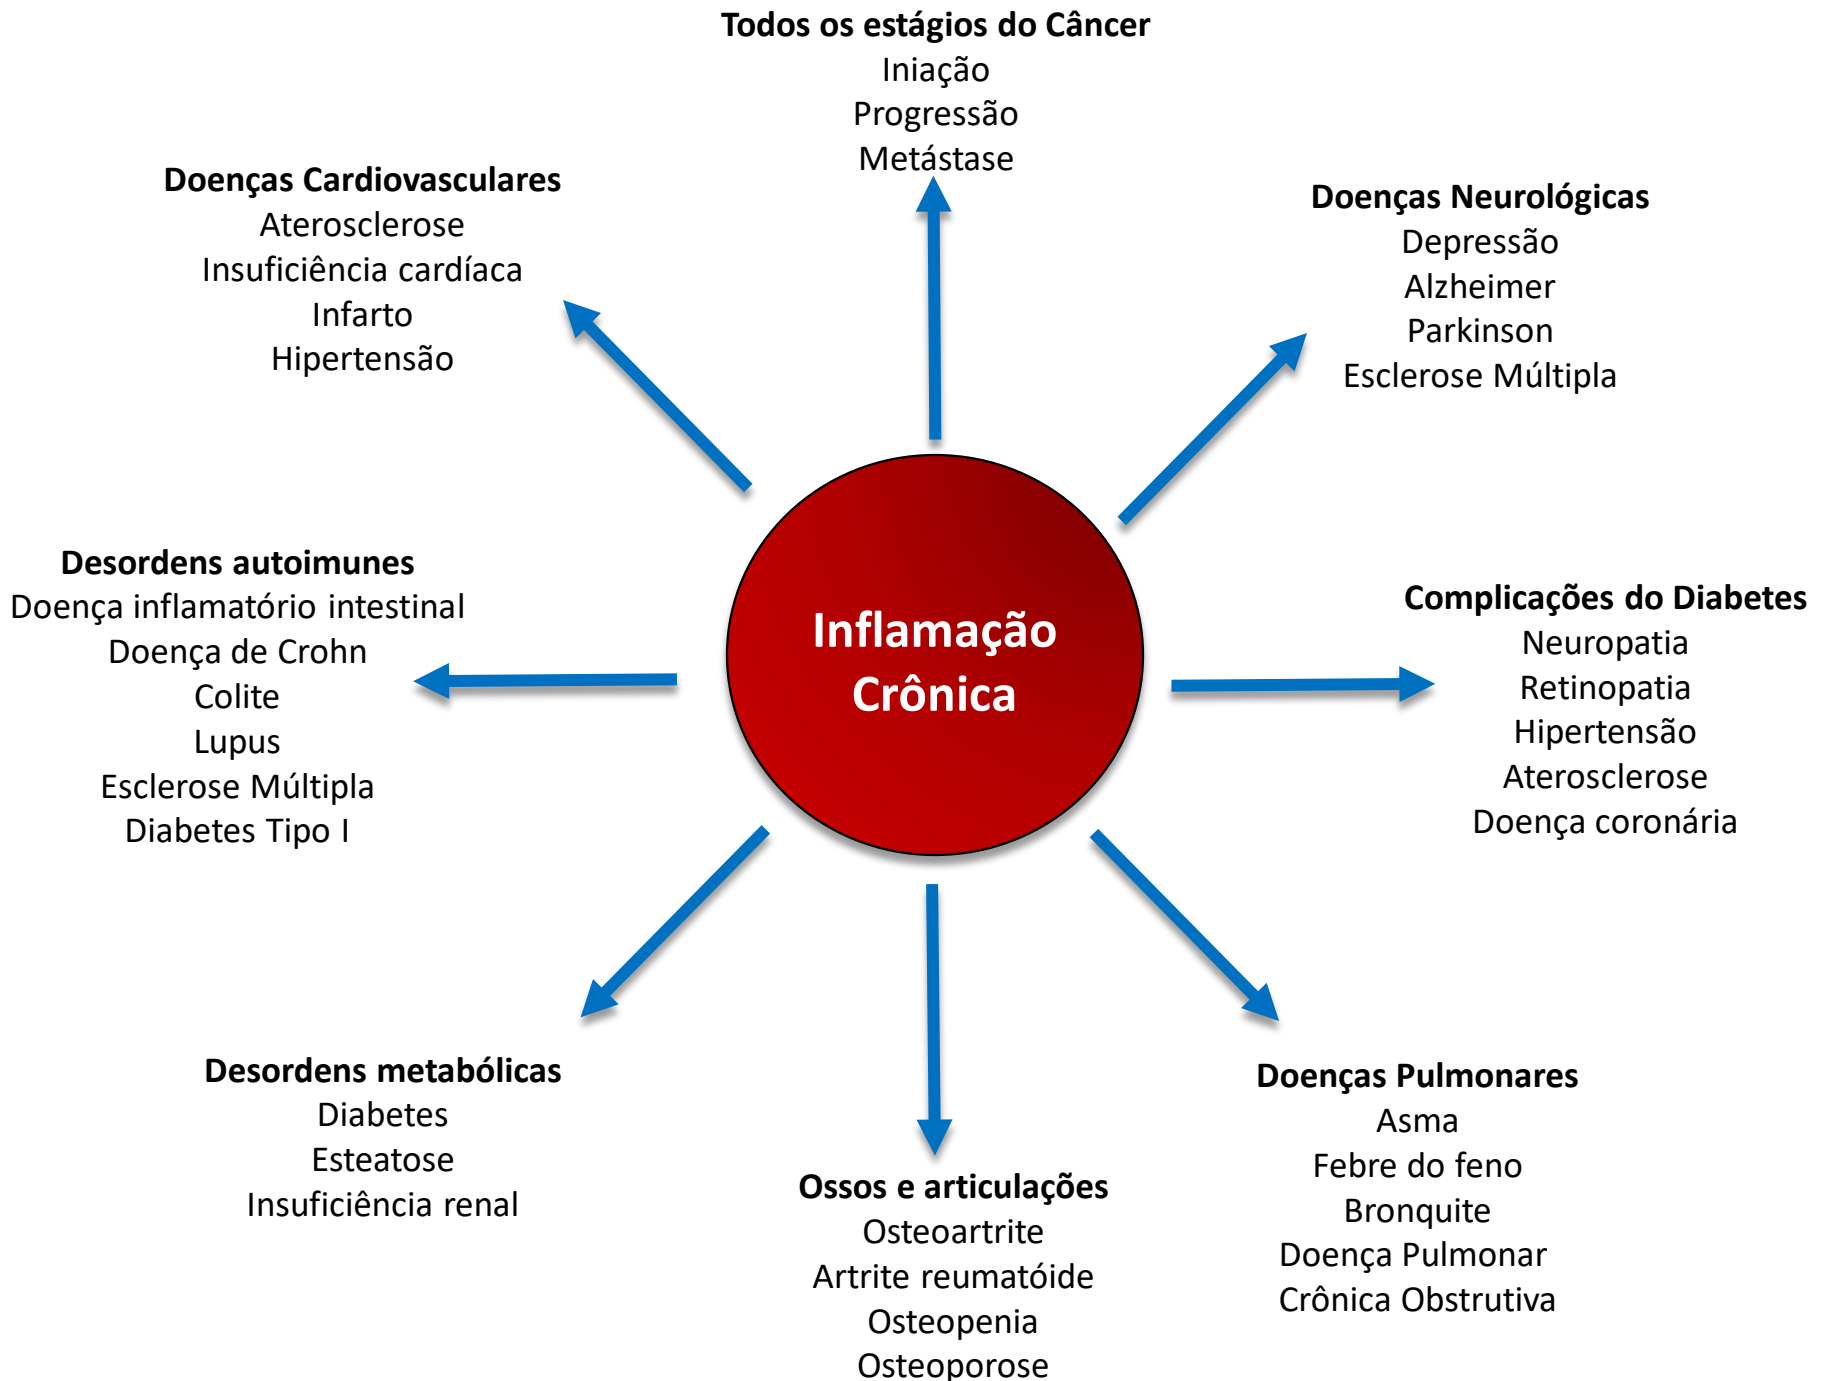 Todos os estágios do Câncer
Iniação
Progressão
Metástase
Doenças Cardiovasculares
Aterosclerose
Insuficiência cardíaca
Infarto
Hipertensão
Doenças Neurológicas
Depressão
Alzheimer
Parkinson
Esclerose Múltipla
Desordens autoimunes
Doença inflamatório intestinal
Doença de Crohn
Colite
Lupus
Esclerose Múltipla
Diabetes Tipo I
Inflamação
Crônica
Complicações do Diabetes
Neuropatia
Retinopatia
Hipertensão
Aterosclerose
Doença coronária
Desordens metabólicas
Diabetes
Esteatose
Insuficiência renal
Ossos e articulações
Osteoartrite
Artrite reumatóide
Osteopenia
Osteoporose
Doenças Pulmonares
Asma
Febre do feno
Bronquite
Doença Pulmonar
Crônica Obstrutiva